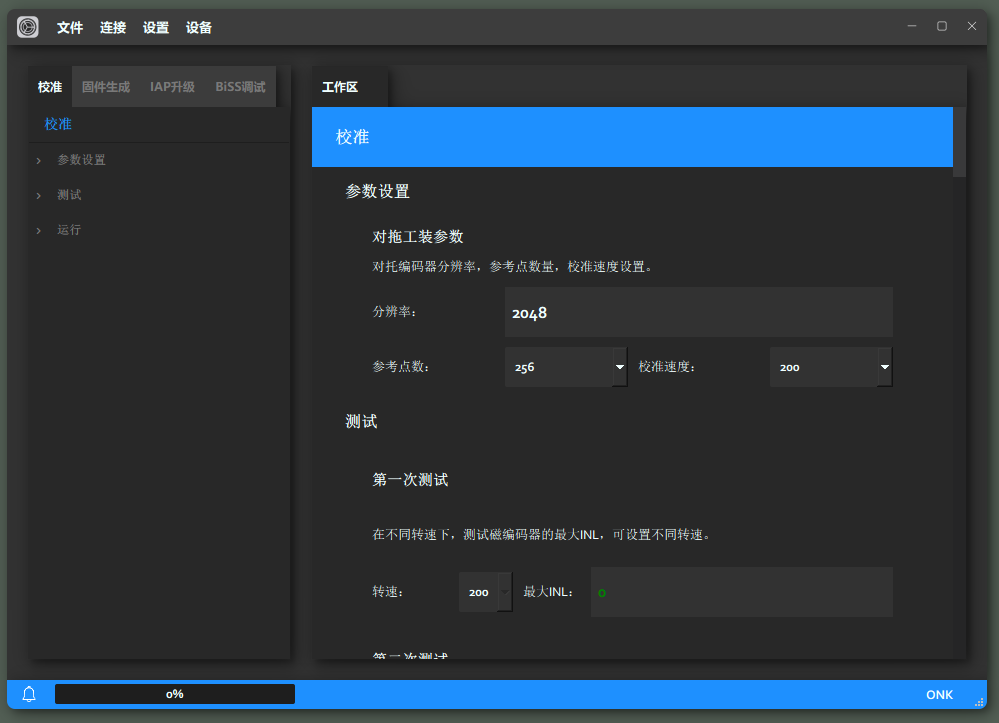 文件 连接 设置 设备
校准 固件生成 IAP升级 BiSS调试
校准
参数设置
测试
运行
工作区
校准
参数设置
对拖工装参数
对托编码器分辨率，参考点数量，校准速度设置。
分辨率： 2048
参考点数： 256 校准速度： 200
测试
第一次测试
在不同转速下，测试磁编码器的最大INL，可设置不同转速。
转速： 200 最大INL： 0
第二次测试
0% ONK